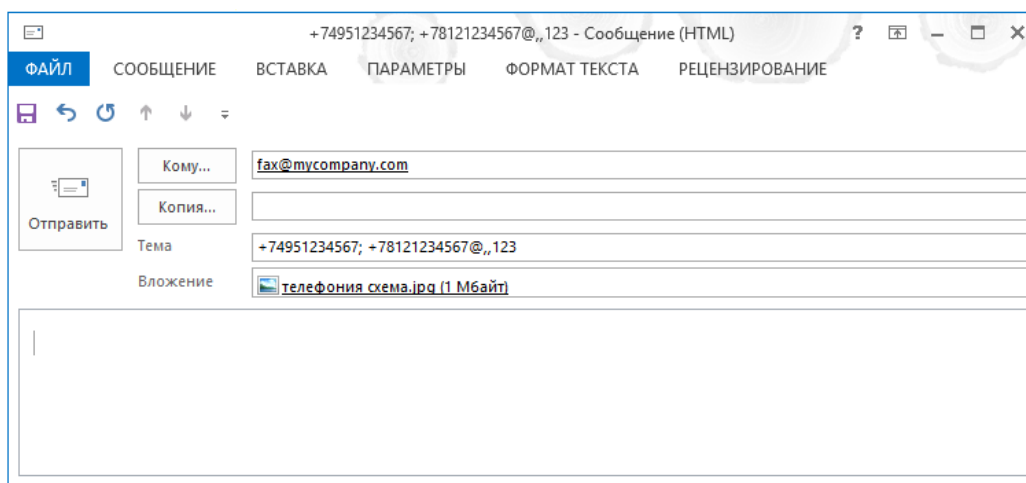 +74951234567; +78121234567@,,123 - Сообщение (HTML) ?
ФАЙЛ СООБЩЕНИЕ ВСТАВКА ПАРАМЕТРЫ ФОРМАТ ТЕКСТА РЕЦЕНЗИРОВАНИЕ
Отправить
Кому... fax@mycompany.com
Копия...
Тема +74951234567; +78121234567@,,123
Вложение телефония схема.jpg (1 Мбайт)